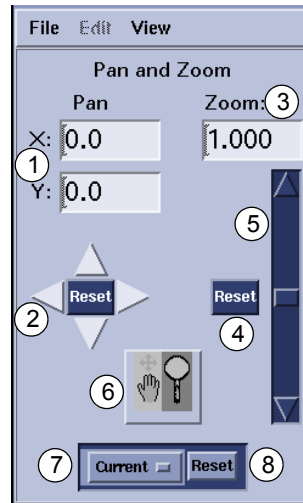 File Edit View
Pan and Zoom
Pan Zoom: 3
X: 0.0 1.000
1
Y: 0.0
5
Reset Reset
2
4
6
7 Current Reset 8